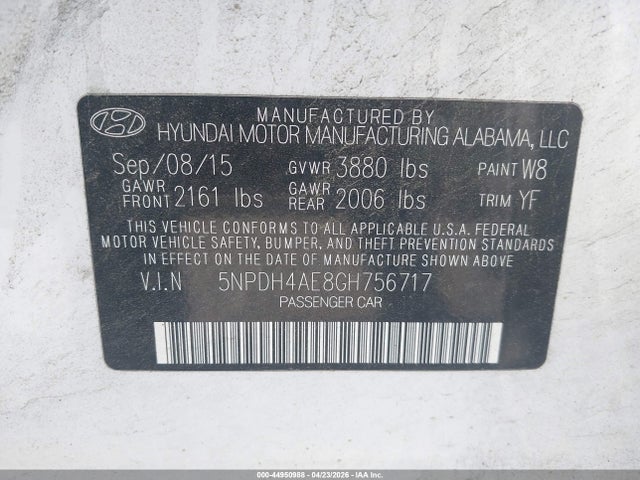 MANUFACTURED BY
HYUNDAI MOTOR MANUFACTURING ALABAMA, LLC
Sep/08/15 GVWR 3880 lbs PAINT W8
GAWR FRONT 2161 lbs GAWR REAR 2006 lbs TRIM YF
THIS VEHICLE CONFORMS TO ALL APPLICABLE U.S.A. FEDERAL
MOTOR VEHICLE SAFETY, BUMPER, AND THEFT PREVENTION STANDARDS
IN EFFECT ON THE DATE OF MANUFACTURE SHOWN ABOVE.
V.I.N 5NPDH4AE8GH756717
PASSENGER CAR
000-44950988 - 04/23/2026 - IAAI.COM